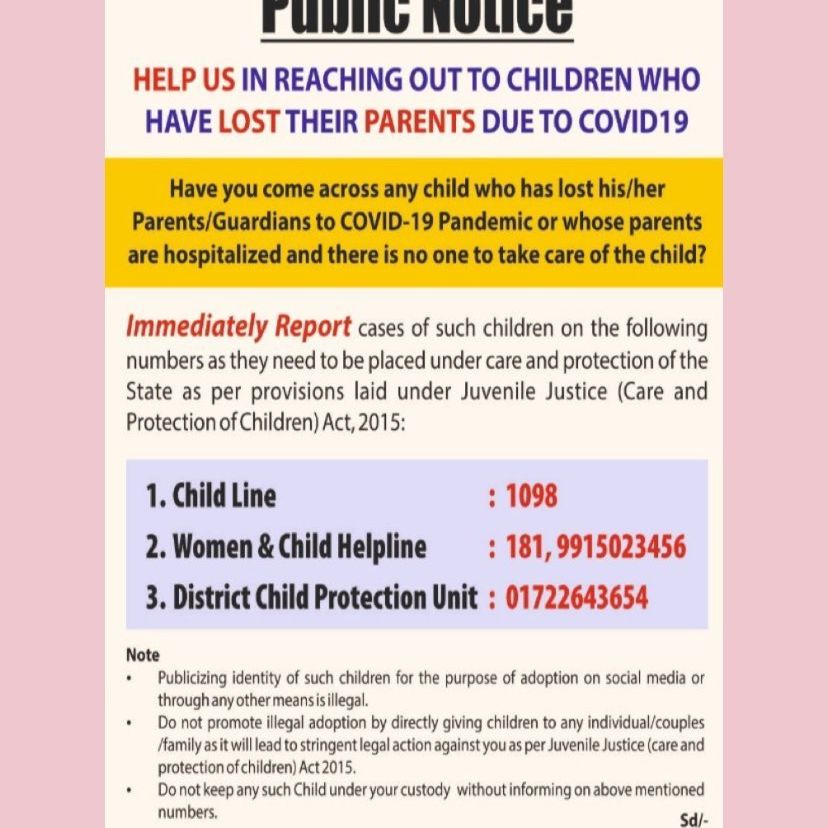 Public Notice
HELP US IN REACHING OUT TO CHILDREN WHO
HAVE LOST THEIR PARENTS DUE TO COVID19
Have you come across any child who has lost his/her
Parents/Guardians to COVID-19 Pandemic or whose parents
are hospitalized and there is no one to take care of the child?
Immediately Report cases of such children on the following
numbers as they need to be placed under care and protection of the
State as per provisions laid under Juvenile Justice (Care and
Protection of Children) Act, 2015:
1. Child Line : 1098
2. Women & Child Helpline : 181, 9915023456
3. District Child Protection Unit : 01722643654
Note
• Publicizing identity of such children for the purpose of adoption on social media or
through any other means is illegal.
• Do not promote illegal adoption by directly giving children to any individual/couples
/family as it will lead to stringent legal action against you as per Juvenile Justice (care and
protection of children) Act 2015.
• Do not keep any such Child under your custody without informing on above mentioned
numbers.
Sd/-